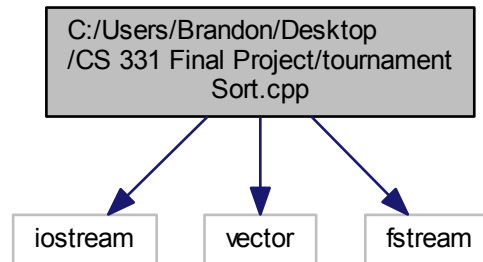 C:/Users/Brandon/Desktop
/CS 331 Final Project/tournament
Sort.cpp
iostream
vector
fstream